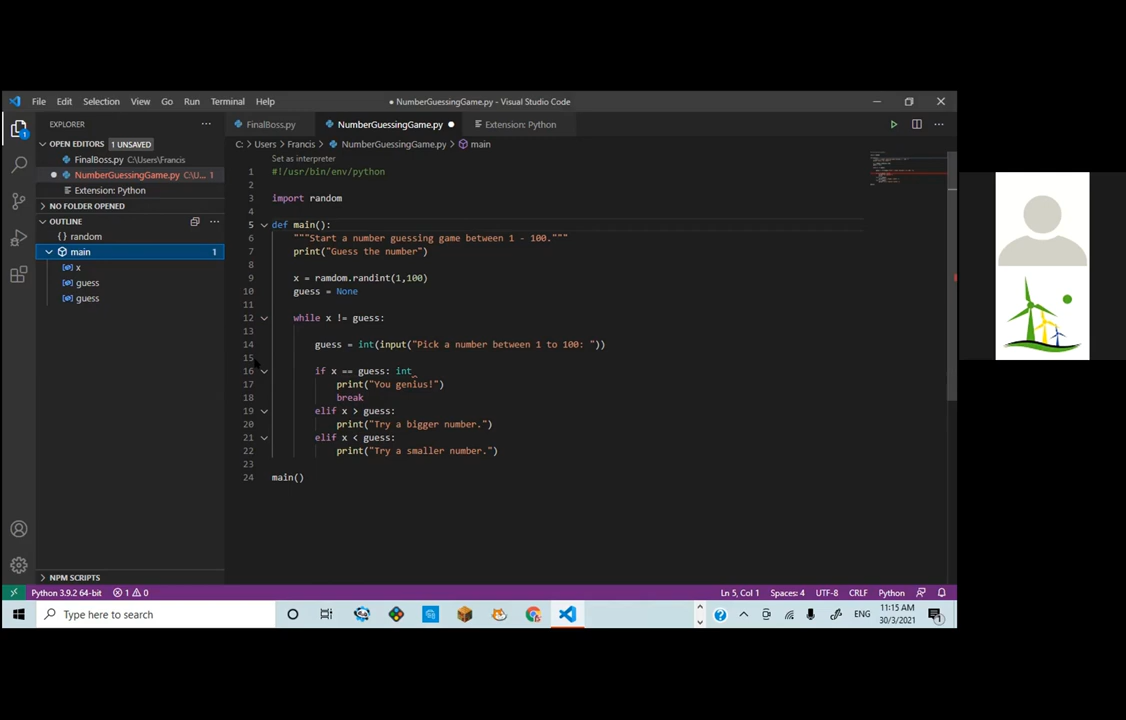 File Edit Selection View Go Run Terminal Help
● NumberGuessingGame.py - Visual Studio Code
EXPLORER
OPEN EDITORS 1 UNSAVED
FinalBoss.py C:\Users\Francis
NumberGuessingGame.py C:\U... 1
Extension: Python
NO FOLDER OPENED
OUTLINE
random
main 1
x
guess
guess
NPM SCRIPTS
FinalBoss.py NumberGuessingGame.py ● Extension: Python
C: > Users > Francis > NumberGuessingGame.py > main
Set as interpreter
1 #!/usr/bin/env/python
2
3 import random
4
5 def main():
6 """Start a number guessing game between 1 - 100."""
7 print("Guess the number")
8
9 x = ramdom.randint(1,100)
10 guess = None
11
12 while x != guess:
13
14 guess = int(input("Pick a number between 1 to 100: "))
15
16 if x == guess: int
17 print("You genius!")
18 break
19 elif x > guess:
20 print("Try a bigger number.")
21 elif x < guess:
22 print("Try a smaller number.")
23
24 main()
Python 3.9.2 64-bit 1 0 Ln 5, Col 1 Spaces: 4 UTF-8 CRLF Python
Type here to search
ENG
11:15 AM
30/3/2021